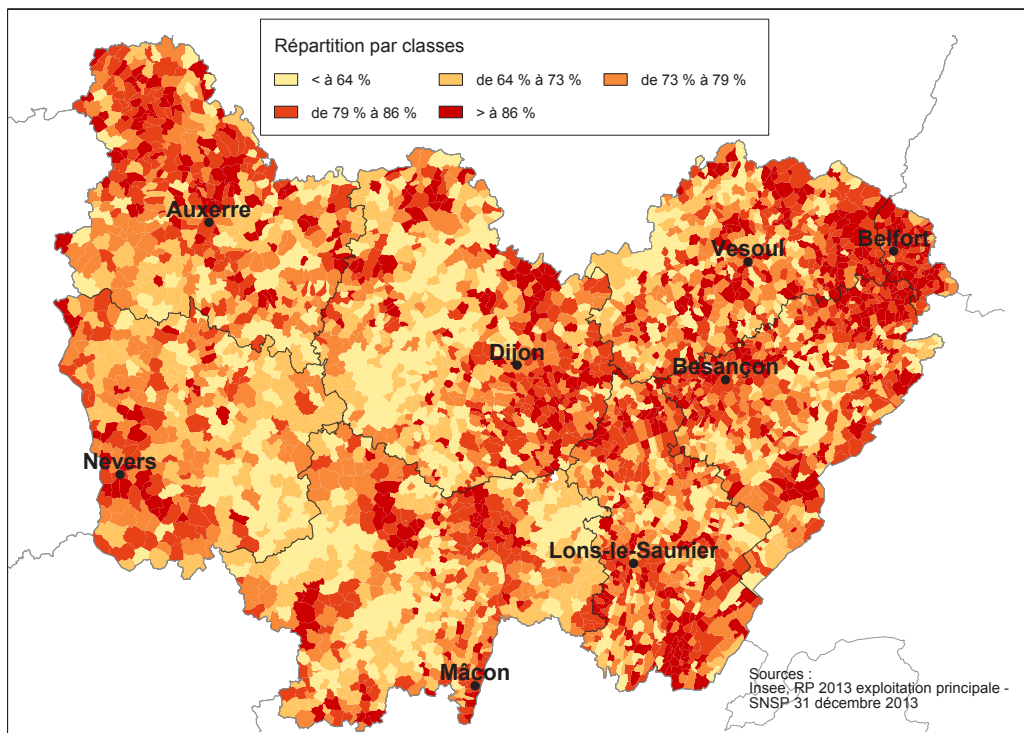 Répartition par classes
< à 64 %
de 64 % à 73 %
de 73 % à 79 %
de 79 % à 86 %
> à 86 %
Auxerre
Vesoul
Belfort
Dijon
Besançon
Nevers
Lons-le-Saunier
Mâcon
Sources :
Insee, RP 2013 exploitation principale -
SNSP 31 décembre 2013